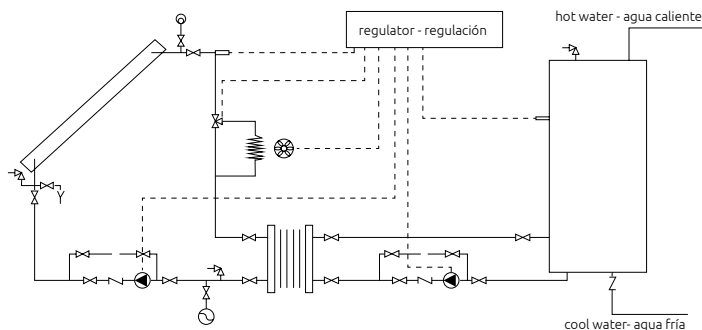 hot water - agua caliente
regulator - regulación
cool water- agua fría